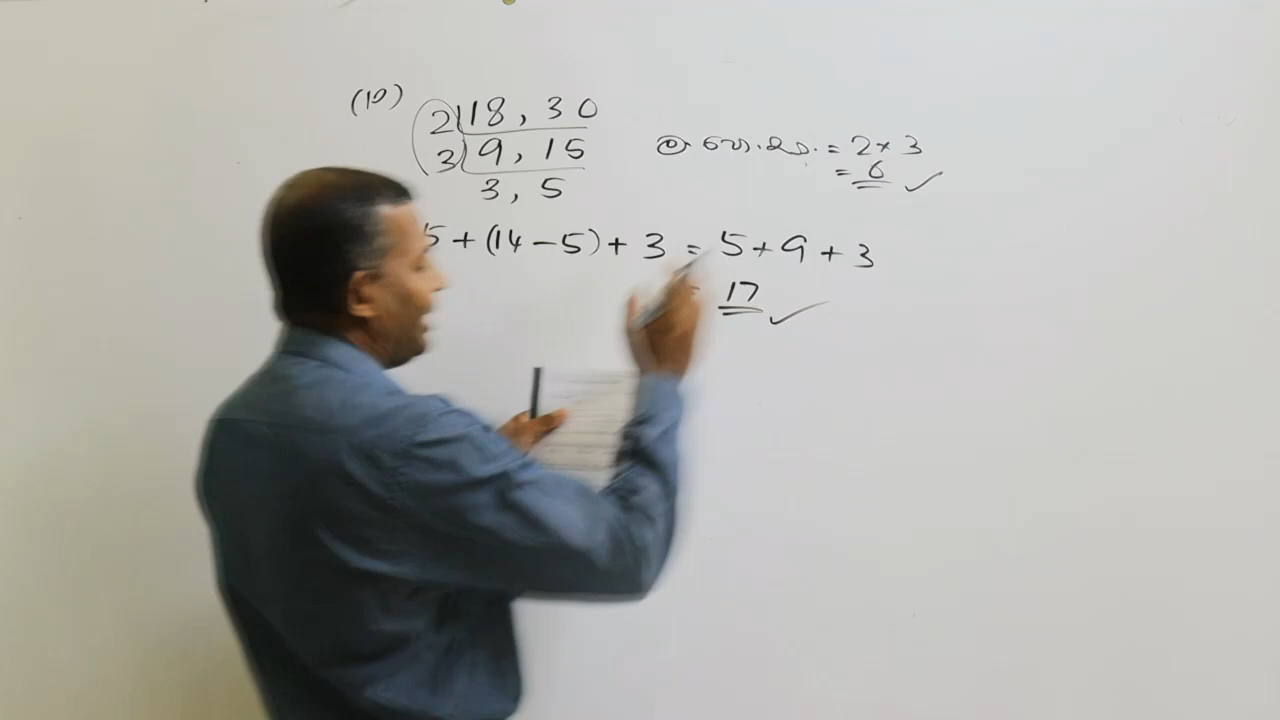 (10)
2 18, 30
3 9, 15
3, 5
ම. පො. සා. = 2 × 3
= 6 ✓
5 + (14 − 5) + 3 = 5 + 9 + 3
= 17 ✓